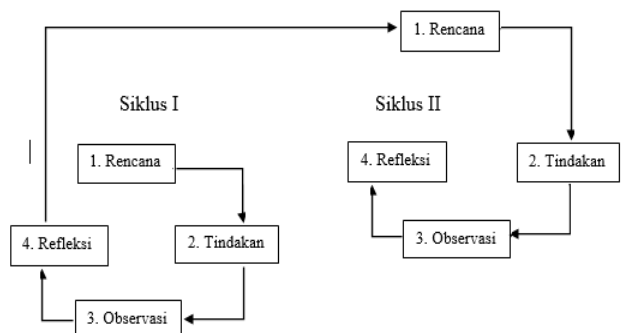 Siklus I
1. Rencana
2. Tindakan
3. Observasi
4. Refleksi
Siklus II
1. Rencana
2. Tindakan
3. Observasi
4. Refleksi